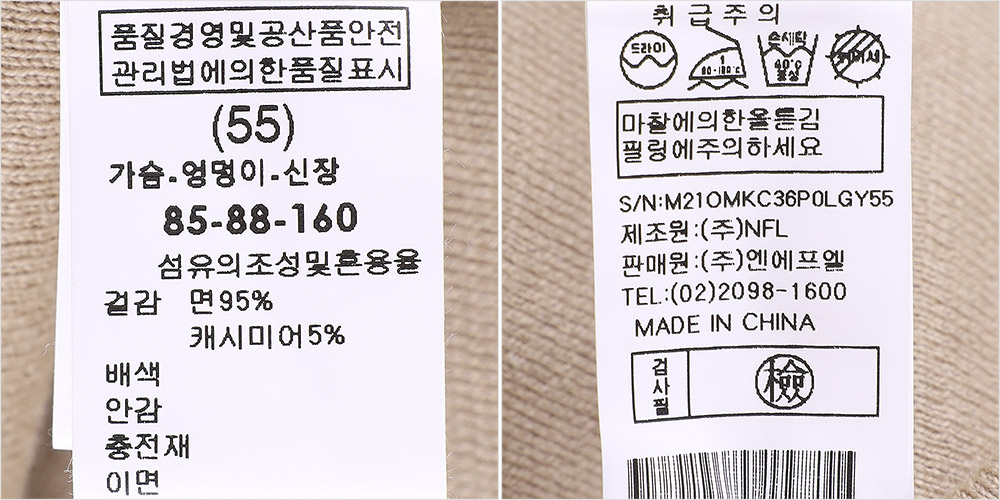 품질경영및공산품안전
관리법에의한품질표시
(55)
가슴-엉덩이-신장
85-88-160
섬유의조성및혼용율
겉감 면95%
캐시미어5%
배색
안감
충전재
이면
취급주의
드라이
1
80-120℃
손세탁
40℃
중성
마찰에의한올튿김
필링에주의하세요
S/N:M21OMKC36P0LGY55
제조원:(주)NFL
판매원:(주)엔에프엘
TEL:(02)2098-1600
MADE IN CHINA
검사필
檢